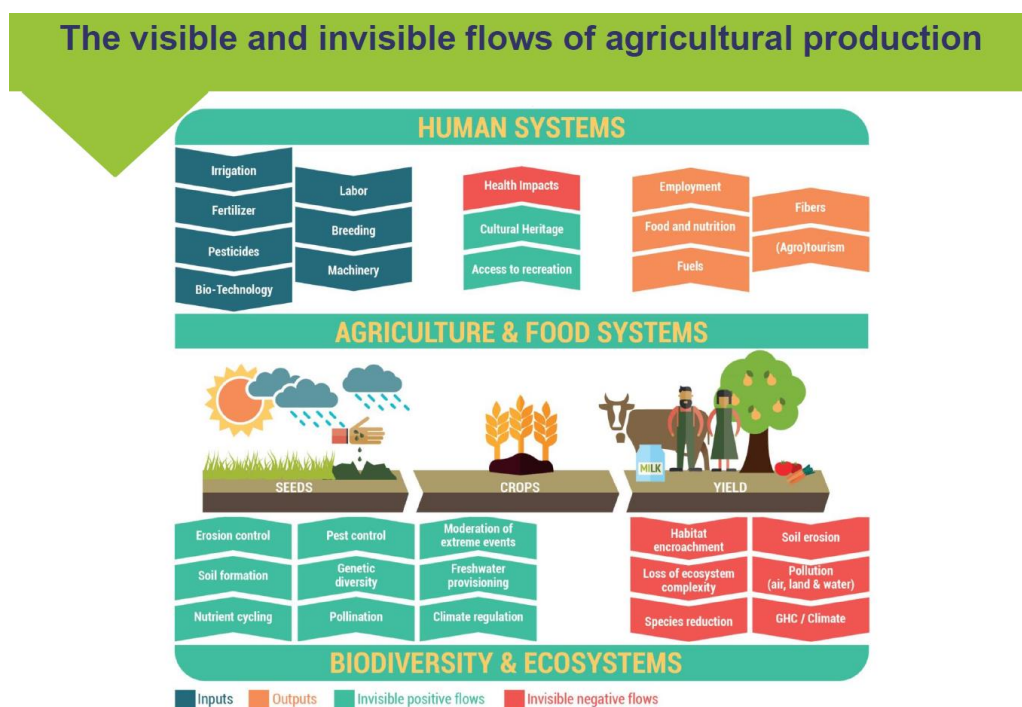 The visible and invisible flows of agricultural production
HUMAN SYSTEMS
Irrigation
Fertilizer
Pesticides
Bio-Technology
Labor
Breeding
Machinery
Health Impacts
Cultural Heritage
Access to recreation
Employment
Food and nutrition
Fuels
Fibers
(Agro)tourism
AGRICULTURE & FOOD SYSTEMS
MILK
SEEDS
CROPS
YIELD
Erosion control
Soil formation
Nutrient cycling
Pest control
Genetic
diversity
Pollination
Moderation of
extreme events
Freshwater
provisioning
Climate regulation
Habitat
encroachment
Loss of ecosystem
complexity
Species reduction
Soil erosion
Pollution
(air, land & water)
GHC / Climate
BIODIVERSITY & ECOSYSTEMS
Inputs
Outputs
Invisible positive flows
Invisible negative flows